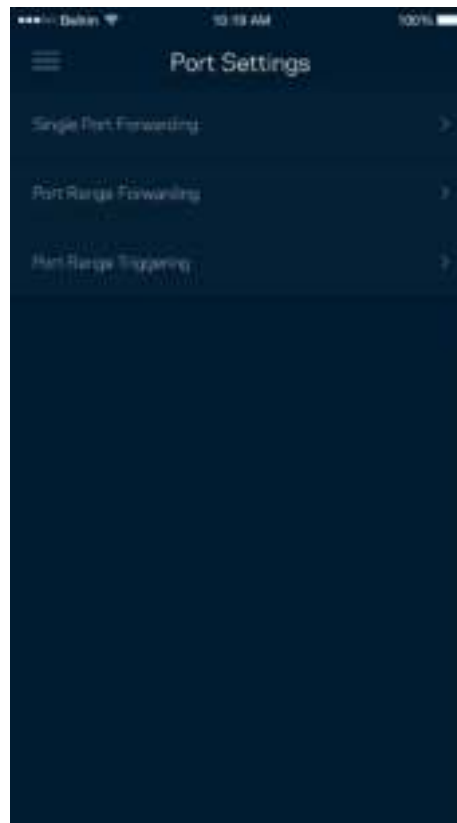 Belkin 10:19 AM 100%
Port Settings
Single Port Forwarding
Port Range Forwarding
Port Range Triggering